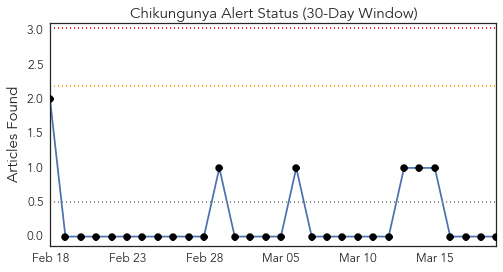 Chikungunya Alert Status (30-Day Window)
Articles Found
3.0
2.5
2.0
1.5
1.0
0.5
0.0
Feb 18
Feb 23
Feb 28
Mar 05
Mar 10
Mar 15